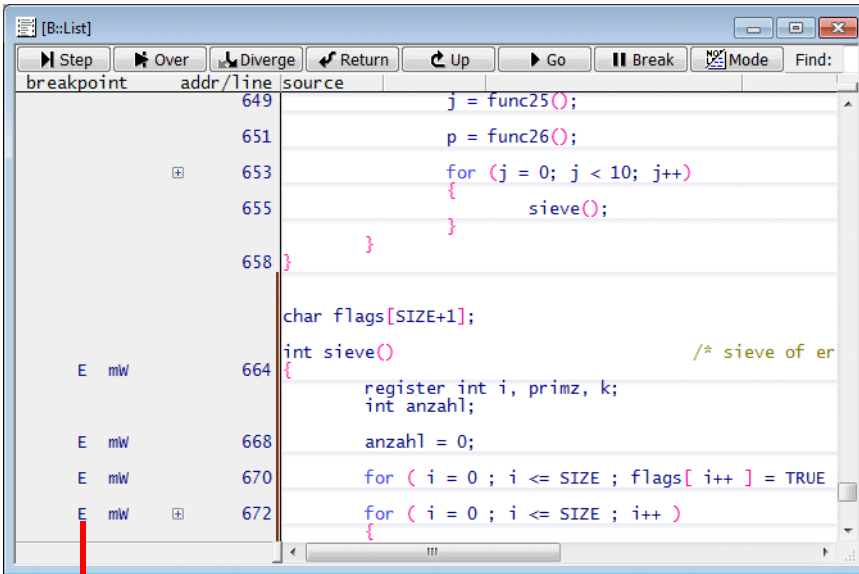 [B::List]
Step Over Diverge Return Up Go Break NOP Mode Find:
breakpoint addr/line source
649 j = func25();
651 p = func26();
653 for (j = 0; j < 10; j++)
{
655 sieve();
}
}
658 }
char flags[SIZE+1];
int sieve() /* sieve of er
E mW 664 {
register int i, primz, k;
int anzahl;
E mW 668 anzahl = 0;
E mW 670 for ( i = 0 ; i <= SIZE ; flags[ i++ ] = TRUE
E mW 672 for ( i = 0 ; i <= SIZE ; i++ )
{